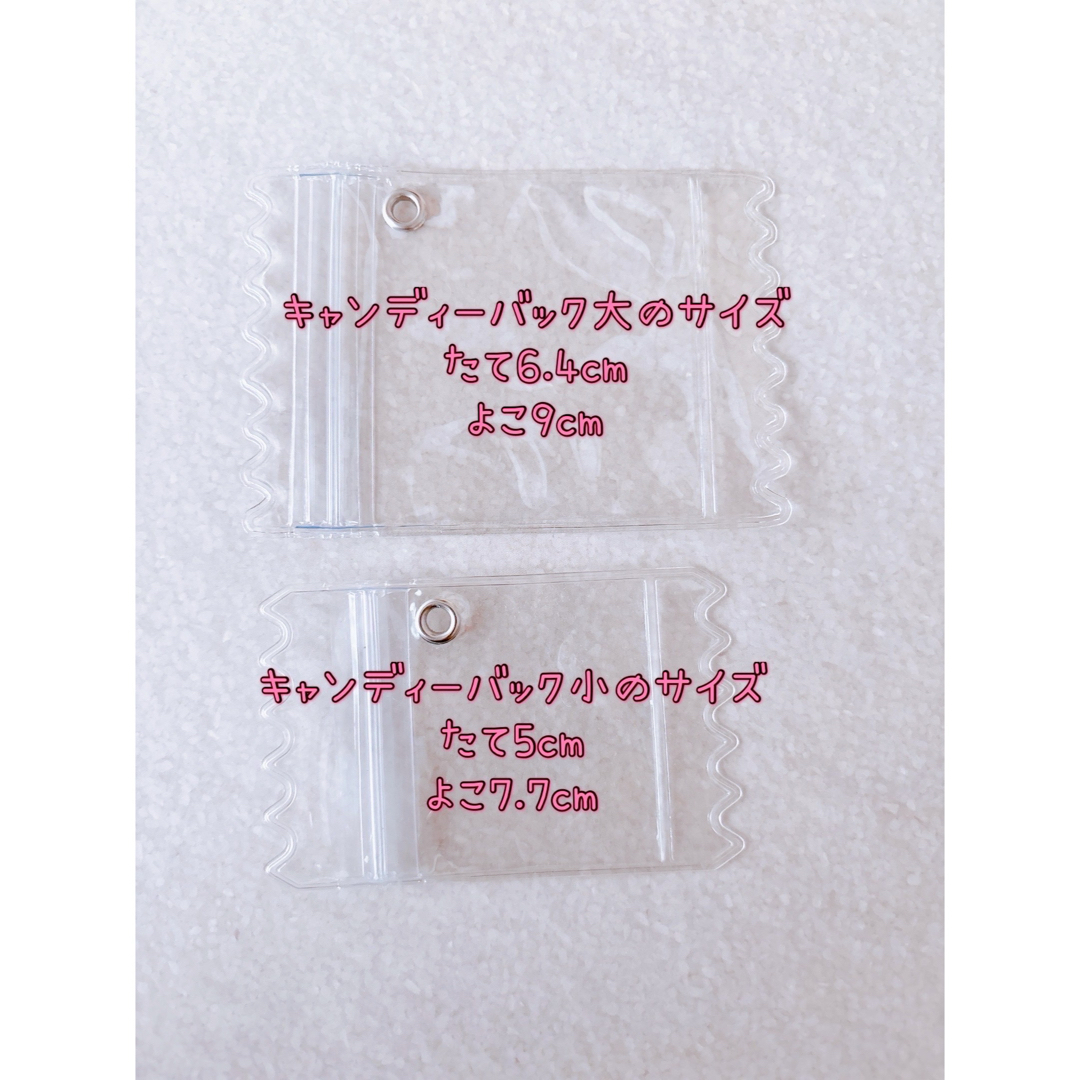 キャンディーバック大のサイズ
たて6.4cm
よこ9cm
キャンディーバック小のサイズ
たて5cm
よこ7.7cm